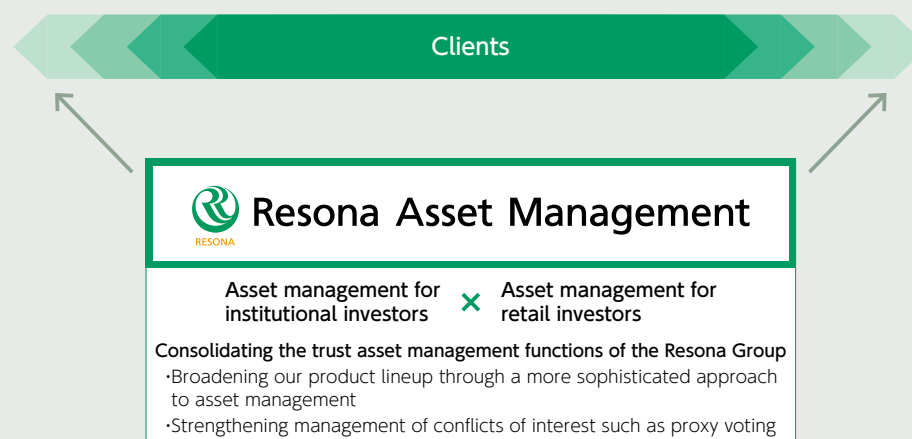 Clients
RESONA
Resona Asset Management
Asset management for
institutional investors
×
Asset management for
retail investors
Consolidating the trust asset management functions of the Resona Group
・Broadening our product lineup through a more sophisticated approach
to asset management
・Strengthening management of conflicts of interest such as proxy voting